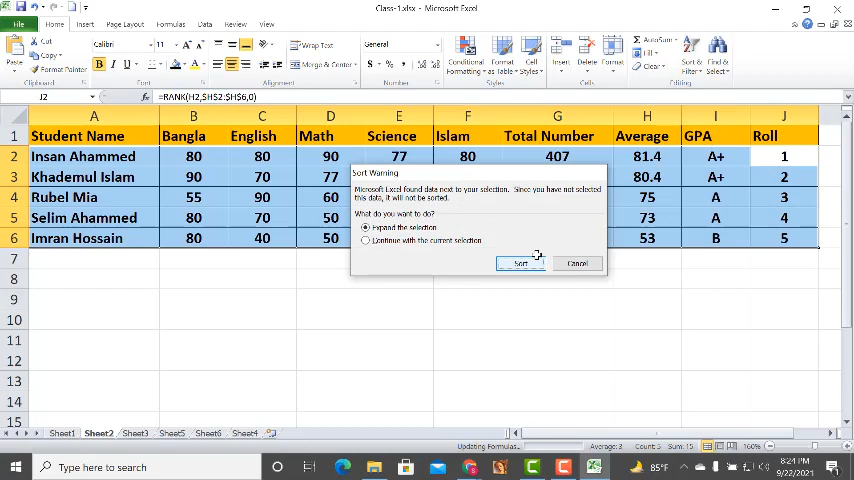 Class-1.xlsx - Microsoft Excel
File Home Insert Page Layout Formulas Data Review View
Paste Cut Copy Format Painter
Calibri 11 A A
B I U
Wrap Text
Merge & Center
General
$ % ,
Conditional Formatting Format as Table Cell Styles
Insert Delete Format
AutoSum Fill Clear
Sort & Filter Find & Select
Clipboard Font Alignment Number Styles Cells Editing
J2 fx =RANK(H2,$H$2:$H$6,0)
A B C D E F G H I J
1 Student Name Bangla English Math Science Islam Total Number Average GPA Roll
2 Insan Ahammed 80 80 90 77 80 407 81.4 A+ 1
3 Khademul Islam 90 70 77 80.4 A+ 2
4 Rubel Mia 55 90 60 75 A 3
5 Selim Ahammed 80 70 50 73 A 4
6 Imran Hossain 80 40 50 53 B 5
7
8
9
10
11
12
13
14
15
Sort Warning
Microsoft Excel found data next to your selection. Since you have not selected
this data, it will not be sorted.
What do you want to do?
Expand the selection
Continue with the current selection
Sort Cancel
Sheet1 Sheet2 Sheet3 Sheet5 Sheet6 Sheet4
Updating Formulas... Average: 3 Count: 5 Sum: 15 160%
Type here to search
85°F
8:24 PM
9/22/2021